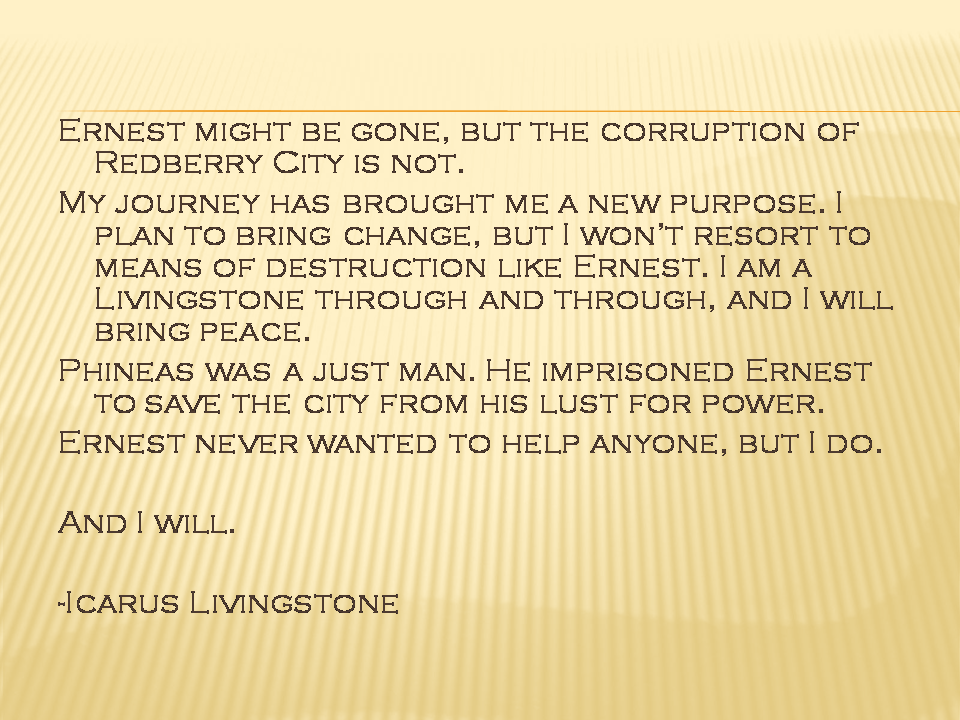 Ernest might be gone, but the corruption of
Redberry City is not.
My journey has brought me a new purpose. I
plan to bring change, but I won’t resort to
means of destruction like Ernest. I am a
Livingstone through and through, and I will
bring peace.
Phineas was a just man. He imprisoned Ernest
to save the city from his lust for power.
Ernest never wanted to help anyone, but I do.
And I will.
-Icarus Livingstone